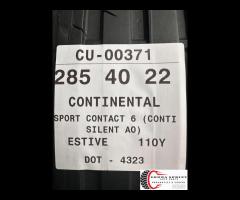 CU-00371
285 40 22
CONTINENTAL
SPORT CONTACT 6 (CONTI
SILENT AO)
ESTIVE 110Y
DOT - 4323